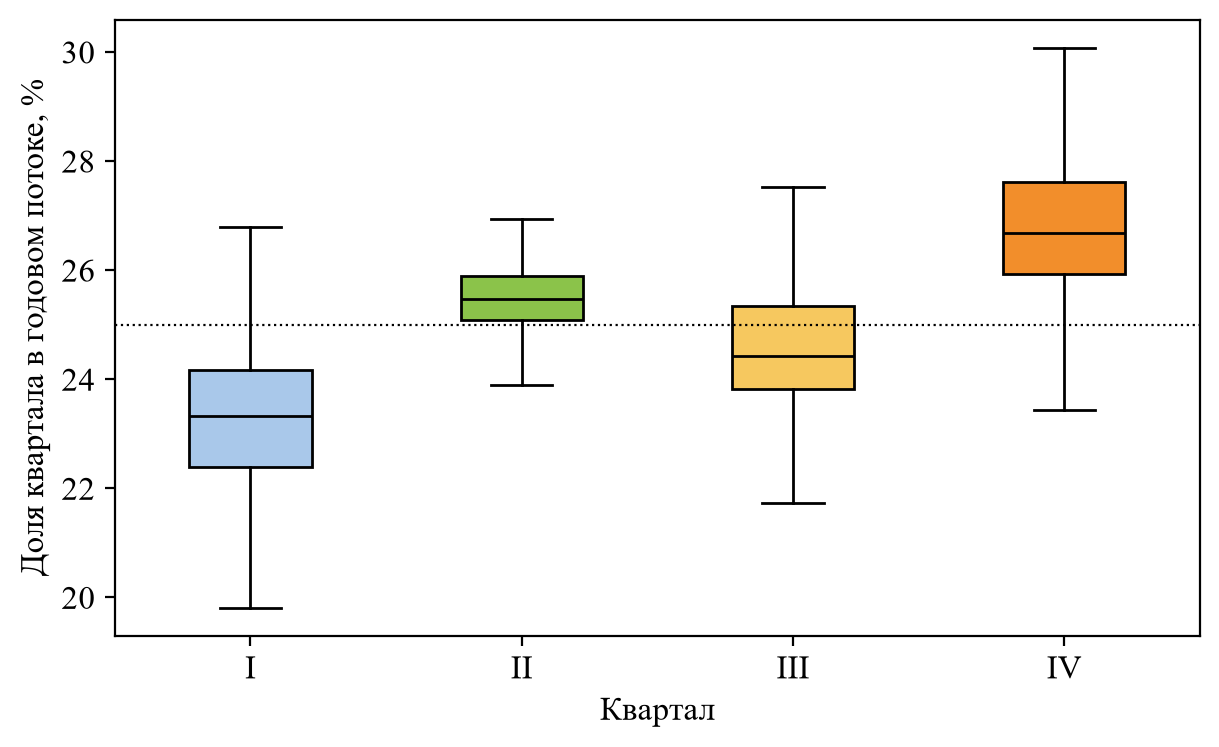 Доля квартала в годовом потоке, %
30
28
26
24
22
20
I
II
III
IV
Квартал